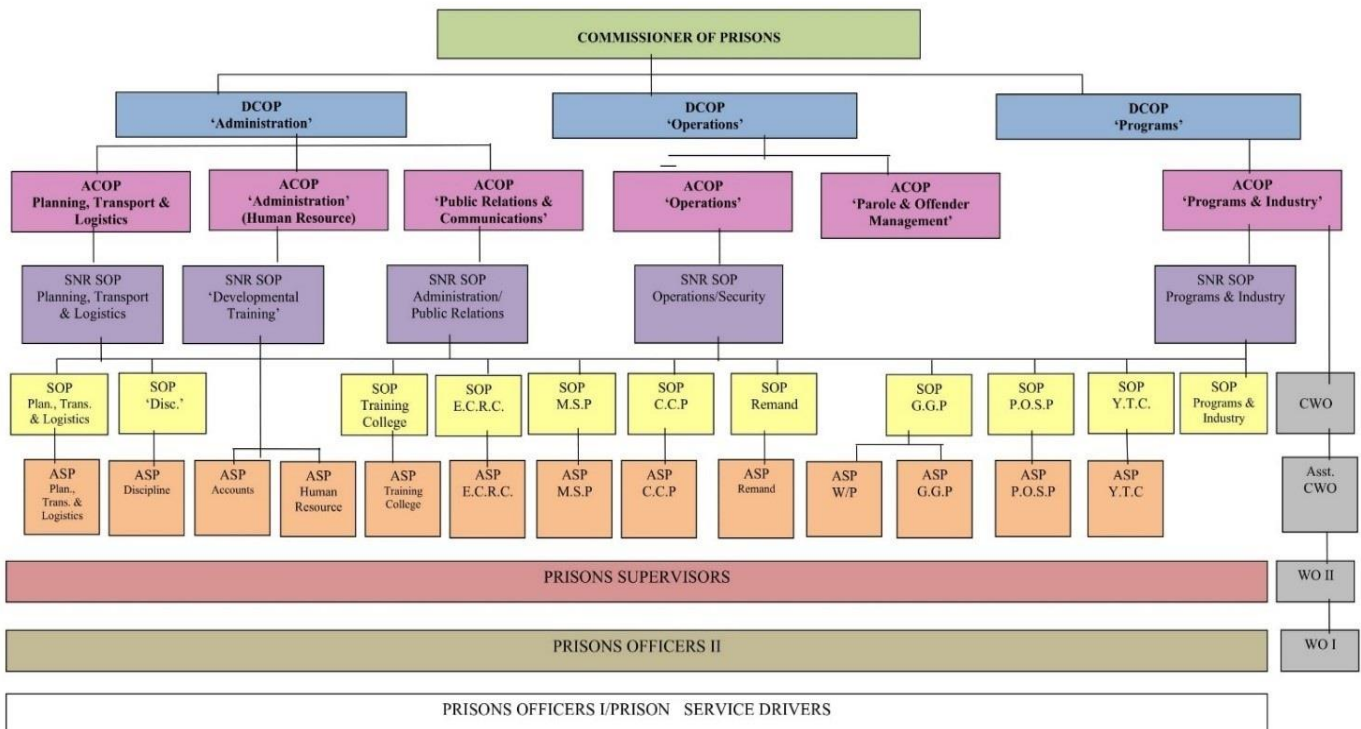 COMMISSIONER OF PRISONS
DCOP
‘Administration’
DCOP
‘Operations’
DCOP
‘Programs’
ACOP
Planning, Transport &
Logistics
ACOP
‘Administration’
(Human Resource)
ACOP
‘Public Relations &
Communications’
ACOP
‘Operations’
ACOP
‘Parole & Offender
Management’
ACOP
‘Programs & Industry’
SNR SOP
Planning, Transport
& Logistics
SNR SOP
‘Developmental
Training’
SNR SOP
Administration/
Public Relations
SNR SOP
Operations/Security
SNR SOP
Programs & Industry
SOP
Plan., Trans.
& Logistics
SOP
‘Disc.’
SOP
Training
College
SOP
E.C.R.C.
SOP
M.S.P
SOP
C.C.P
SOP
Remand
SOP
G.G.P
SOP
P.O.S.P
SOP
Y.T.C.
SOP
Programs &
Industry
CWO
ASP
Plan.,
Trans. &
Logistics
ASP
Discipline
ASP
Accounts
ASP
Human
Resource
ASP
Training
College
ASP
E.C.R.C.
ASP
M.S.P
ASP
C.C.P
ASP
Remand
ASP
W/P
ASP
G.G.P
ASP
P.O.S.P
ASP
Y.T.C
Asst.
CWO
PRISONS SUPERVISORS
WO II
PRISONS OFFICERS II
WO I
PRISONS OFFICERS I/PRISON SERVICE DRIVERS